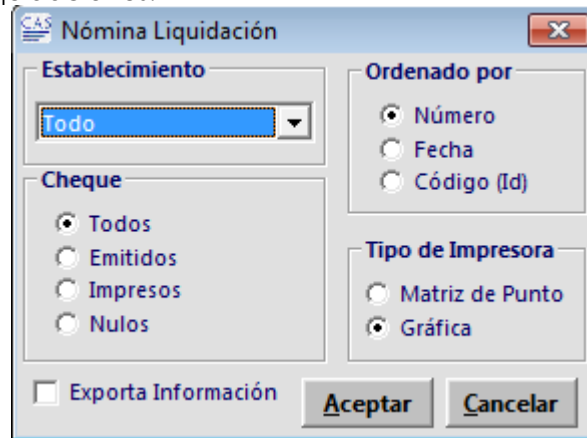 CAS
Nómina Liquidación
Establecimiento
Todo
Cheque
Todos
Emitidos
Impresos
Nulos
Ordenado por
Número
Fecha
Código (Id)
Tipo de Impresora
Matriz de Punto
Gráfica
Exporta Información
Aceptar
Cancelar